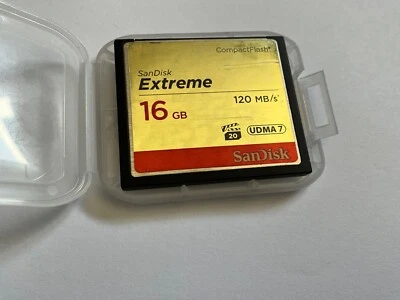 CompactFlash®
SanDisk
Extreme
16 GB
120 MB/s*
20
UDMA 7
SanDisk